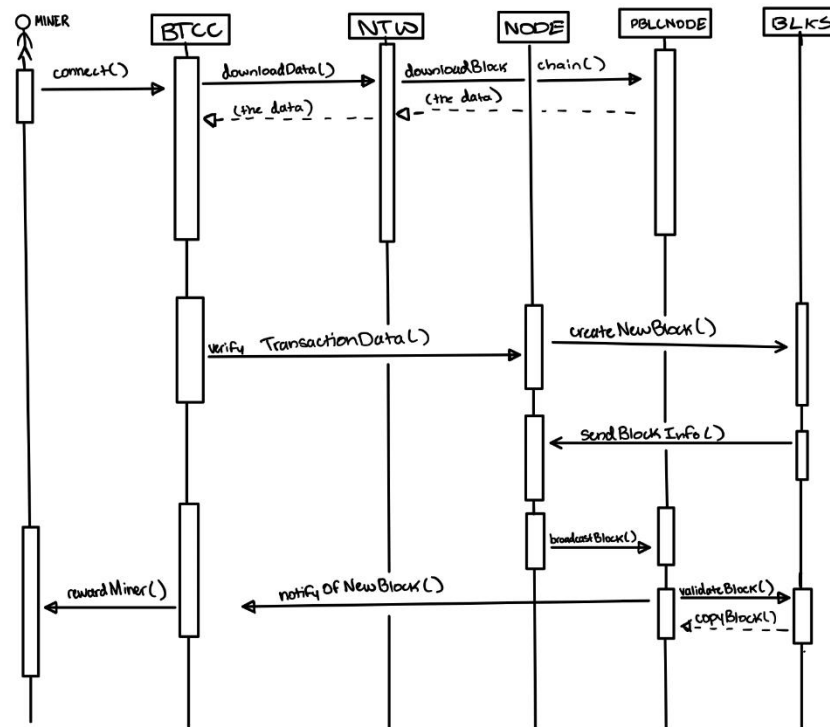 MINER
BTCC
NTW
NODE
PBLCNODE
BLKS
connect()
downloadData()
downloadBlock chain()
(the data)
(the data)
verify TransactionData()
createNewBlock()
sendBlockInfo()
broadcastBlock()
rewardMiner()
notifyOfNewBlock()
validateBlock()
copyBlock()